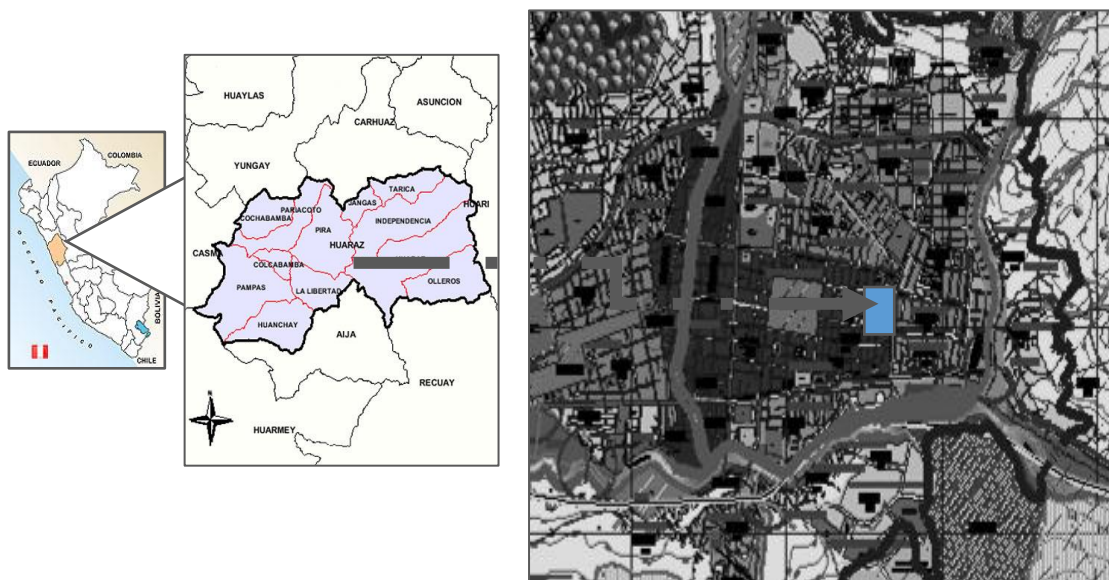 ECUADOR
COLOMBIA
OCEANO PACIFICO
BOLIVIA
CHILE
HUAYLAS
ASUNCION
CARHUAZ
YUNGAY
TARICA
JANGAS
HUARI
PARIACOTO
COCHABAMBA
INDEPENDENCIA
PIRA
HUARAZ
CASMA
COLCABAMBA
OLLEROS
PAMPAS
LA LIBERTAD
HUANCHAY
AIJA
RECUAY
HUARMEY